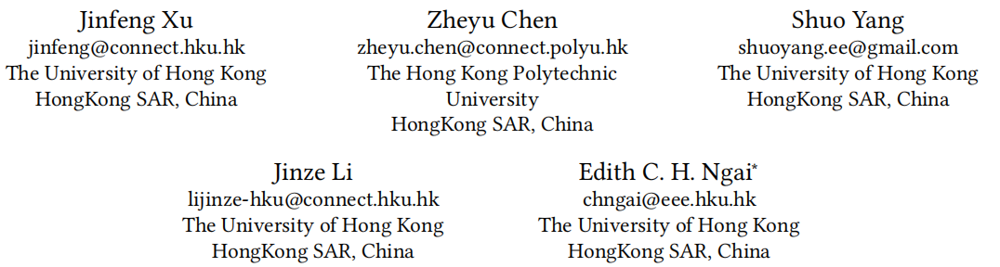 Jinfeng Xu
jinfeng@connect.hku.hk
The University of Hong Kong
HongKong SAR, China
Zheyu Chen
zheyu.chen@connect.polyu.hk
The Hong Kong Polytechnic
University
HongKong SAR, China
Shuo Yang
shuoyang.ee@gmail.com
The University of Hong Kong
HongKong SAR, China
Jinze Li
lijinze-hku@connect.hku.hk
The University of Hong Kong
HongKong SAR, China
Edith C. H. Ngai*
chngai@eee.hku.hk
The University of Hong Kong
HongKong SAR, China